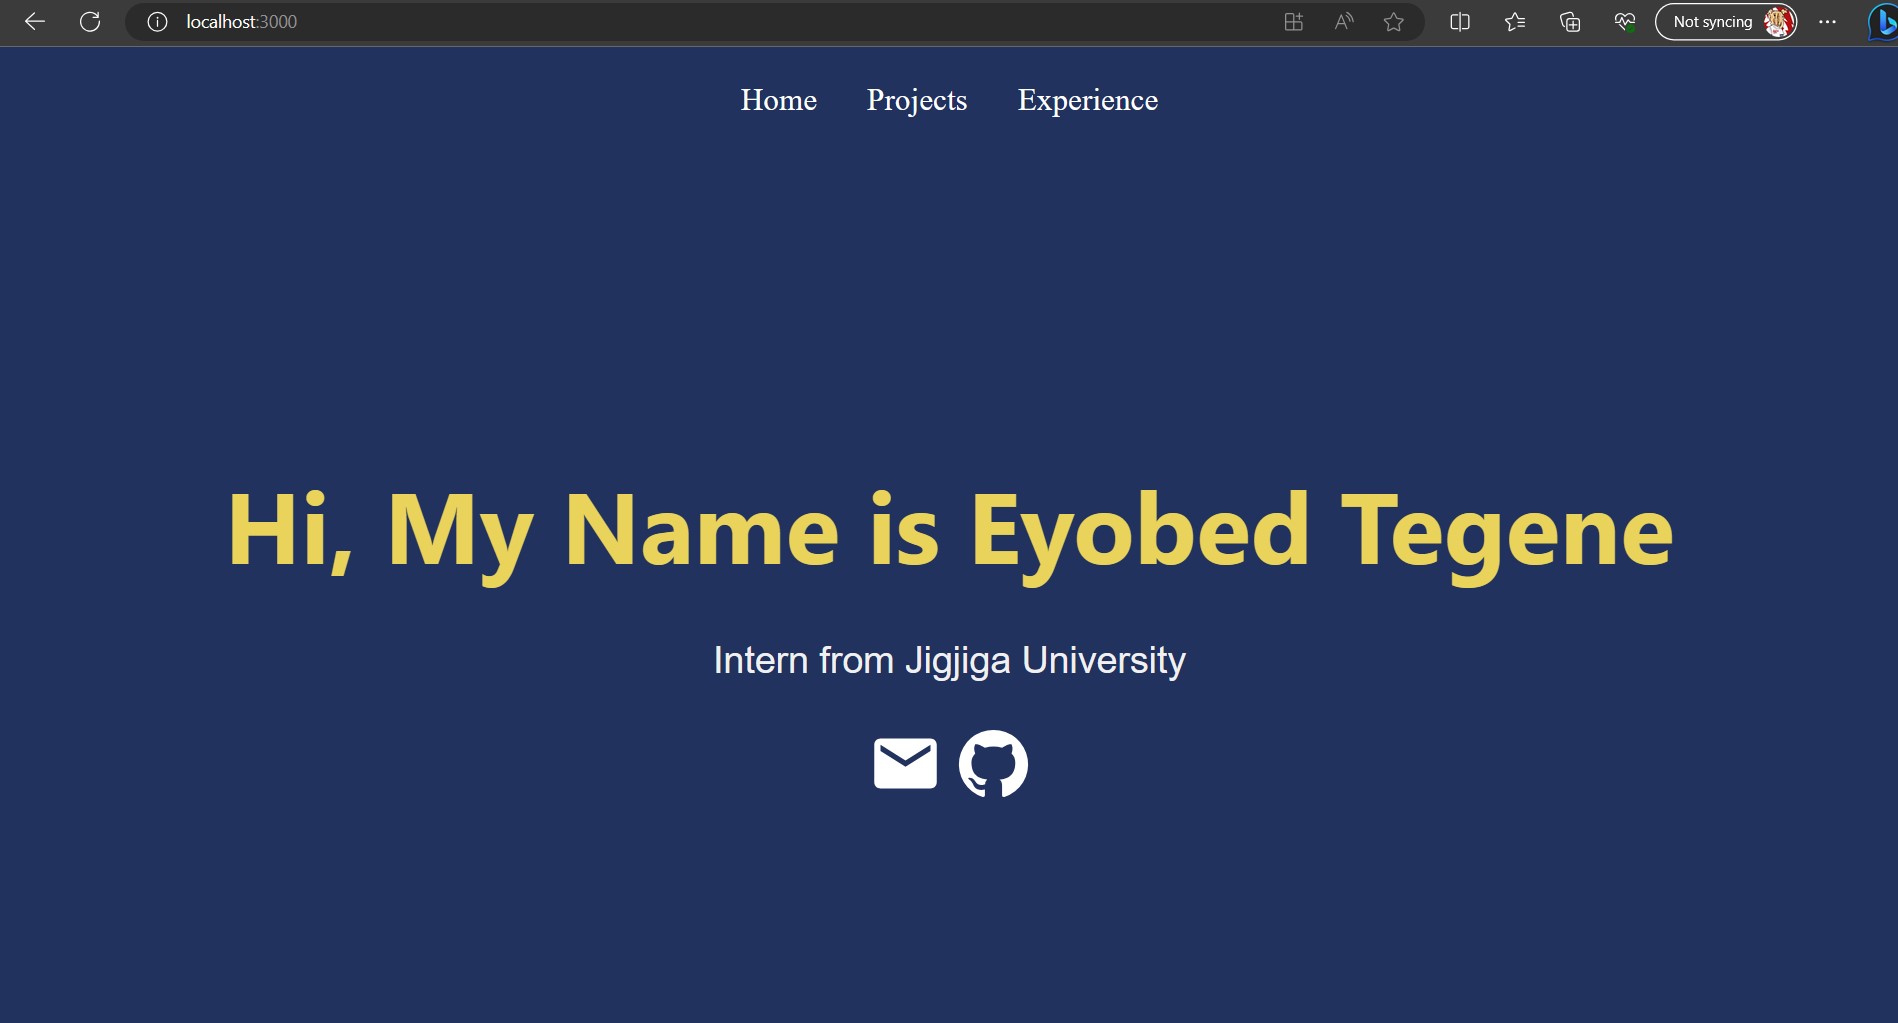 localhost:3000
Not syncing
Home Projects Experience
Hi, My Name is Eyobed Tegene
Intern from Jigjiga University